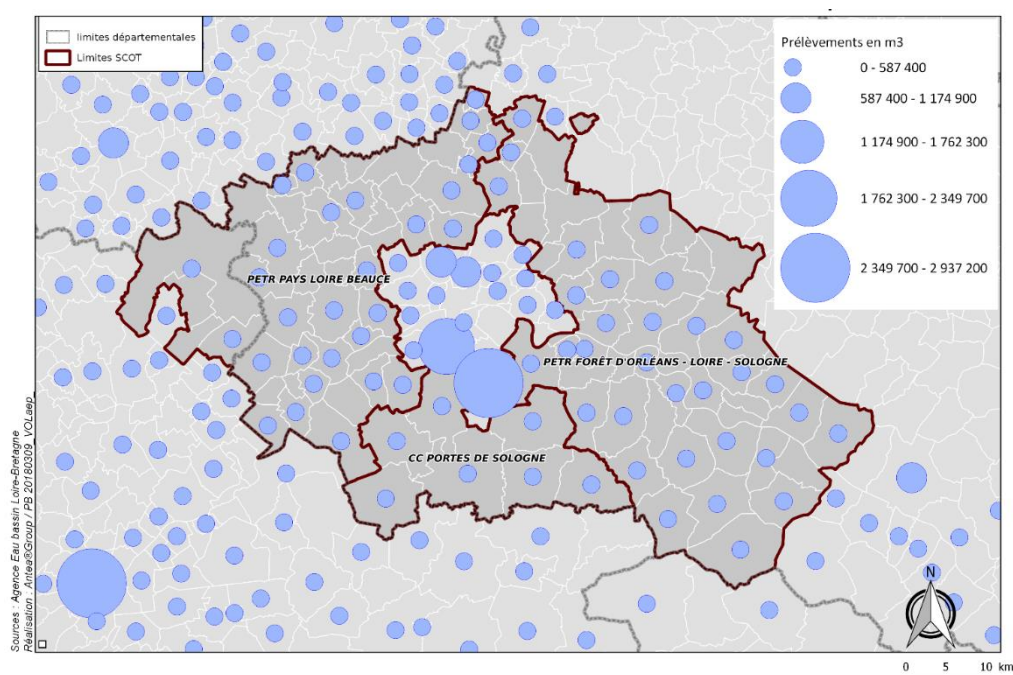 limites départementales
Limites SCOT
Prélèvements en m3
0 - 587 400
587 400 - 1 174 900
1 174 900 - 1 762 300
1 762 300 - 2 349 700
2 349 700 - 2 937 200
PETR PAYS LOIRE BEAUCE
PETR FORÊT D'ORLÉANS - LOIRE - SOLOGNE
CC PORTES DE SOLOGNE
Sources : Agence Eau bassin Loire-Bretagne
Réalisation : Antea®Group / PB 20180309_VOLaep
N
0 5 10 km